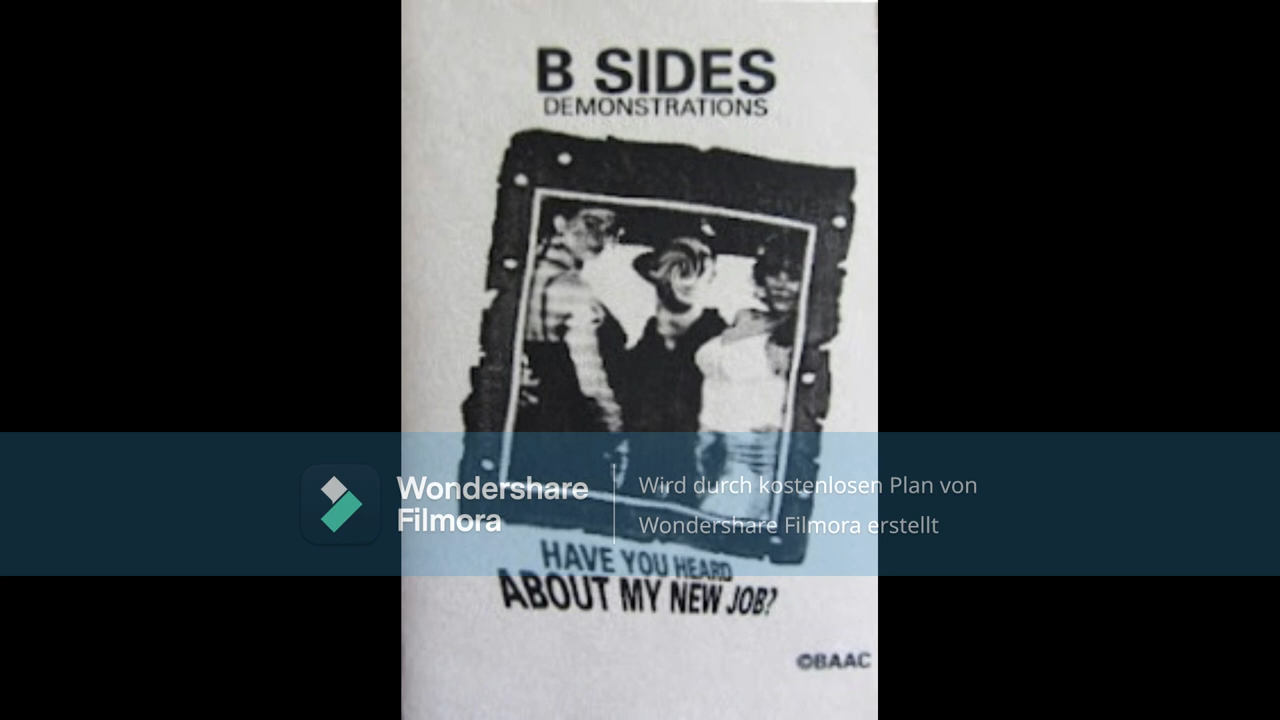 B SIDES
DEMONSTRATIONS
Wondershare
Filmora
Wird durch kostenlosen Plan von
Wondershare Filmora erstellt
HAVE YOU HEARD
ABOUT MY NEW JOB?
©BAAC